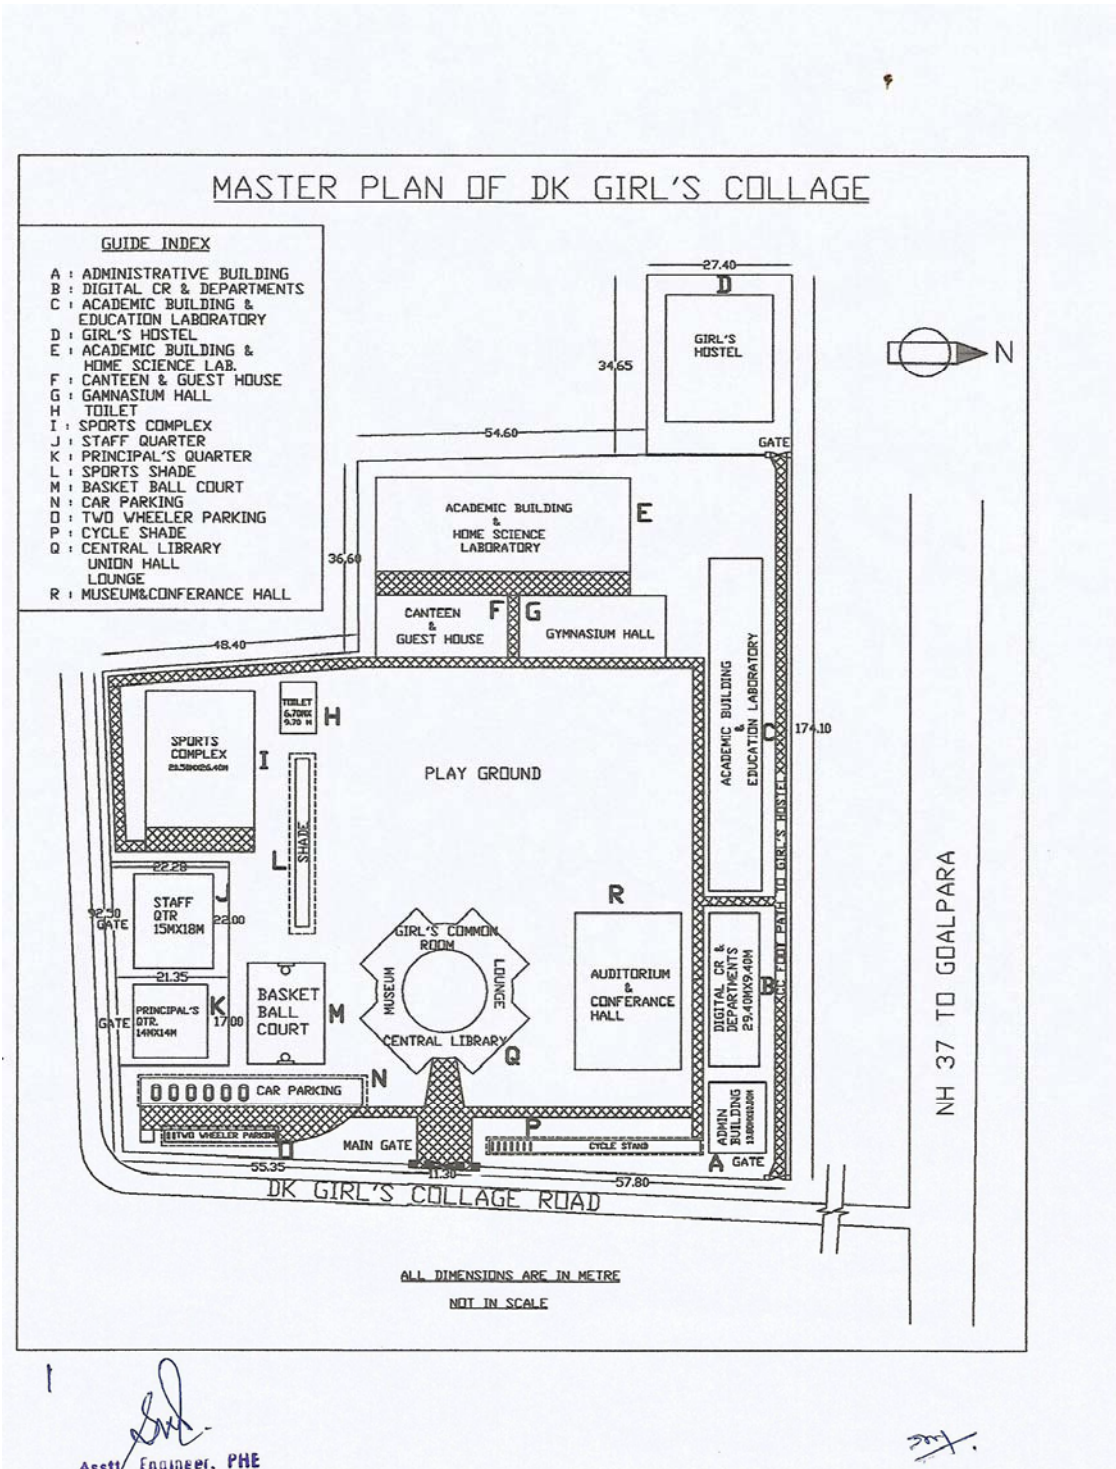 MASTER PLAN OF DK GIRL'S COLLAGE
GUIDE INDEX
A : ADMINISTRATIVE BUILDING
B : DIGITAL CR & DEPARTMENTS
C : ACADEMIC BUILDING &
EDUCATION LABORATORY
D : GIRL'S HOSTEL
E : ACADEMIC BUILDING &
HOME SCIENCE LAB.
F : CANTEEN & GUEST HOUSE
G : GAMNASIUM HALL
H TOILET
I : SPORTS COMPLEX
J : STAFF QUARTER
K : PRINCIPAL'S QUARTER
L : SPORTS SHADE
M : BASKET BALL COURT
N : CAR PARKING
O : TWO WHEELER PARKING
P : CYCLE SHADE
Q : CENTRAL LIBRARY
UNION HALL
LOUNGE
R : MUSEUM&CONFERANCE HALL
27.40
D
GIRL'S
HOSTEL
34.65
N
54.60
GATE
ACADEMIC BUILDING
&
HOME SCIENCE
LABORATORY
E
36.60
CANTEEN
&
GUEST HOUSE
F
G
GYMNASIUM HALL
48.40
TOILET
6.70MX
9.70 M
H
SPORTS
COMPLEX
I
PLAY GROUND
ACADEMIC BUILDING
&
EDUCATION LABORATORY
C
174.10
CC FOOT PATH TO GIRL'S HOSTEL
L
SHADE
22.28
J
STAFF
QTR
15MX18M
22.00
92.50
GATE
R
AUDITORIUM
&
CONFERANCE
HALL
GIRL'S COMMON
ROOM
MUSEUM
LOUNGE
CENTRAL LIBRARY
Q
DIGITAL CR &
DEPARTMENTS
29.40MX9.40M
B
21.35
K
PRINCIPAL'S
QTR.
14MX14M
17.00
GATE
BASKET
BALL
COURT
M
NH 37 TO GOALPARA
CAR PARKING
N
ADMIN
BUILDING
A
GATE
TWO WHEELER PARKING
O
MAIN GATE
P
CYCLE STAND
55.35
11.30
57.80
DK GIRL'S COLLAGE ROAD
ALL DIMENSIONS ARE IN METRE
NOT IN SCALE
Asstt/ Engineer, PHE